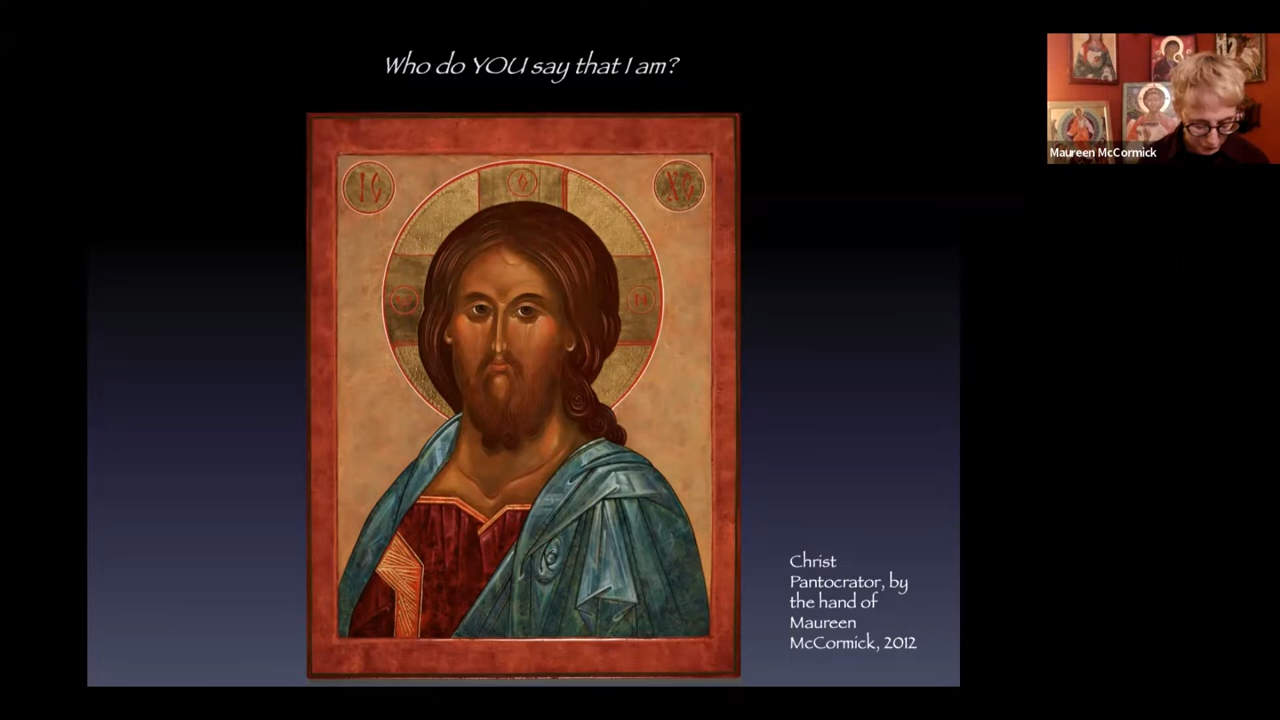 Who do YOU say that I am?
Maureen McCormick
IC
XC
Christ
Pantocrator, by
the hand of
Maureen
McCormick, 2012